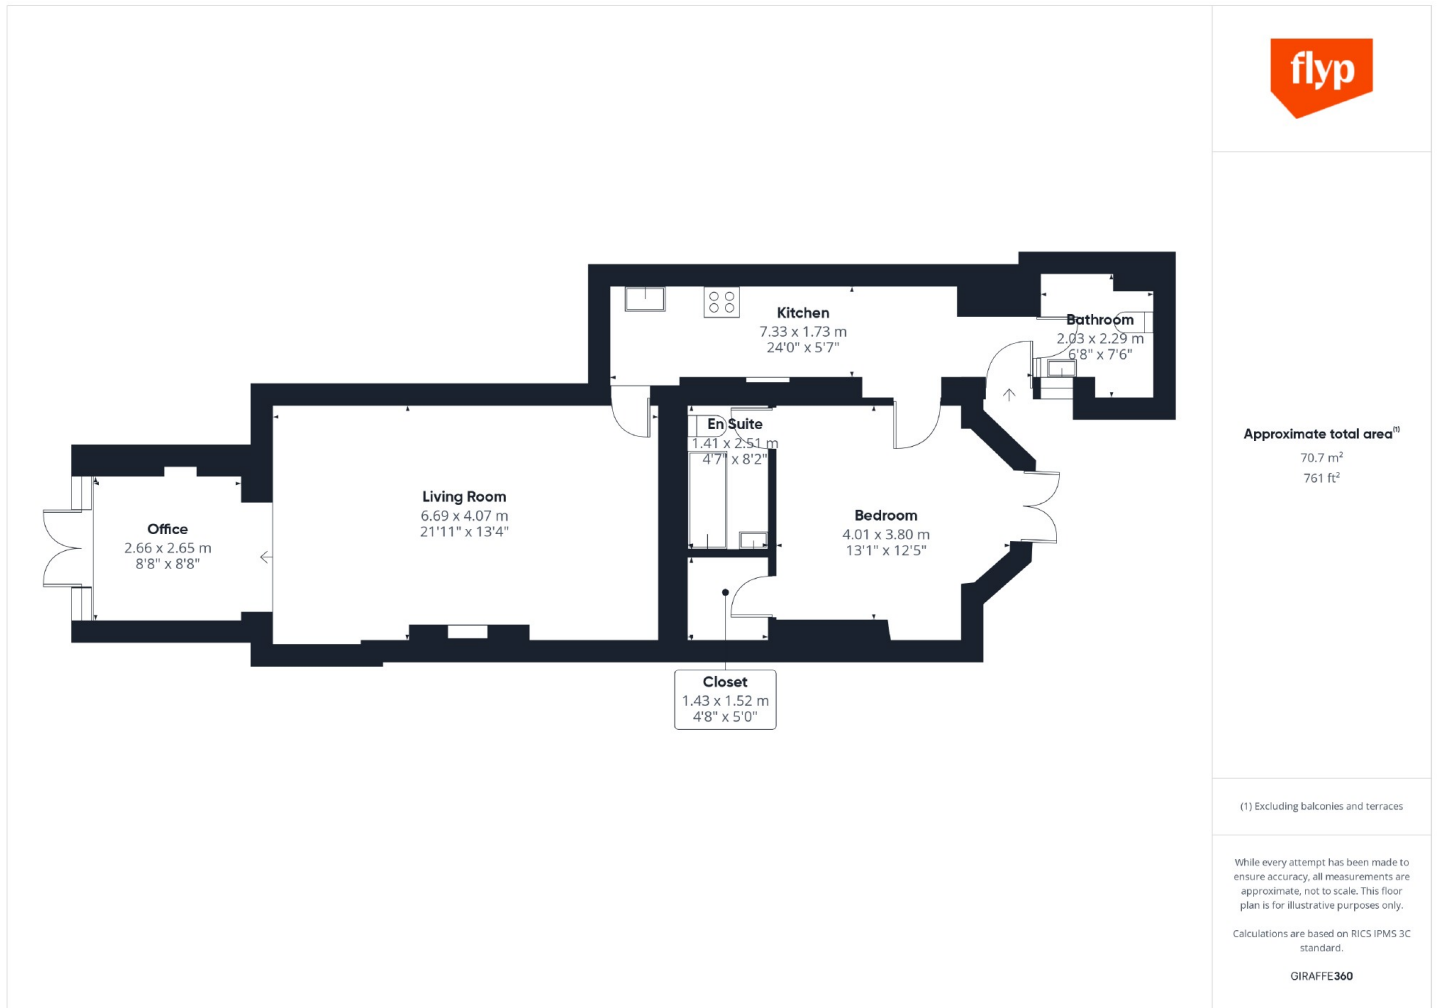 flyp
Kitchen
7.33 x 1.73 m
24'0" x 5'7"
Bathroom
2.03 x 2.29 m
6'8" x 7'6"
En Suite
1.41 x 2.51 m
4'7" x 8'2"
Living Room
6.69 x 4.07 m
21'11" x 13'4"
Office
2.66 x 2.65 m
8'8" x 8'8"
Bedroom
4.01 x 3.80 m
13'1" x 12'5"
Closet
1.43 x 1.52 m
4'8" x 5'0"
Approximate total area(1)
70.7 m²
761 ft²
(1) Excluding balconies and terraces
While every attempt has been made to
ensure accuracy, all measurements are
approximate, not to scale. This floor
plan is for illustrative purposes only.
Calculations are based on RICS IPMS 3C
standard.
GIRAFFE360